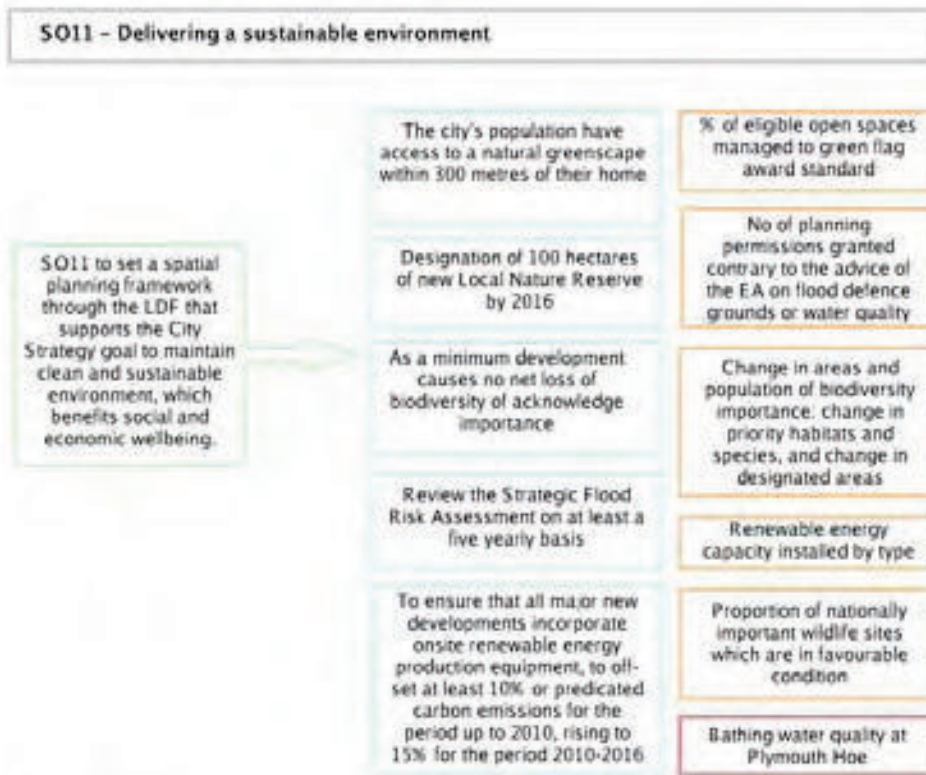 SO11 – Delivering a sustainable environment
SO11 to set a spatial
planning framework
through the LDF that
supports the City
Strategy goal to maintain
clean and sustainable
environment, which
benefits social and
economic wellbeing.
The city's population have
access to a natural greenscape
within 300 metres of their home
Designation of 100 hectares
of new Local Nature Reserve
by 2016
As a minimum development
causes no net loss of
biodiversity of acknowledge
importance
Review the Strategic Flood
Risk Assessment on at least a
five yearly basis
To ensure that all major new
developments incorporate
onsite renewable energy
production equipment, to off-
set at least 10% or predicated
carbon emissions for the
period up to 2010, rising to
15% for the period 2010-2016
% of eligible open spaces
managed to green flag
award standard
No of planning
permissions granted
contrary to the advice of
the EA on flood defence
grounds or water quality
Change in areas and
population of biodiversity
importance: change in
priority habitats and
species, and change in
designated areas
Renewable energy
capacity installed by type
Proportion of nationally
important wildlife sites
which are in favourable
condition
Bathing water quality at
Plymouth Hoe